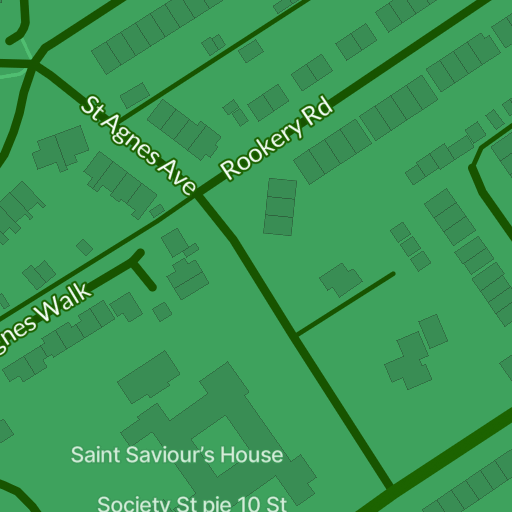 St Agnes Ave
Rookery Rd
gnes Walk
Saint Saviour's House
Society St pie 10 St